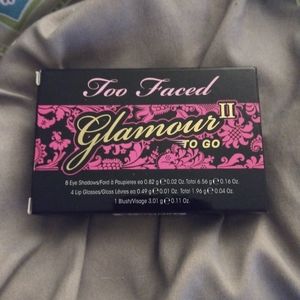 Too Faced
Glamour II
TO GO
8 Eye Shadows/Fard à Paupieres ea 0.82 g℮0.02 Oz. Total 6.56 g℮0.16 Oz.
4 Lip Glosses/Gloss Lèvres ea 0.49 g℮0.01 Oz. Total 1.96 g℮0.04 Oz.
1 Blush/Visage 3.01 g℮0.11 Oz.